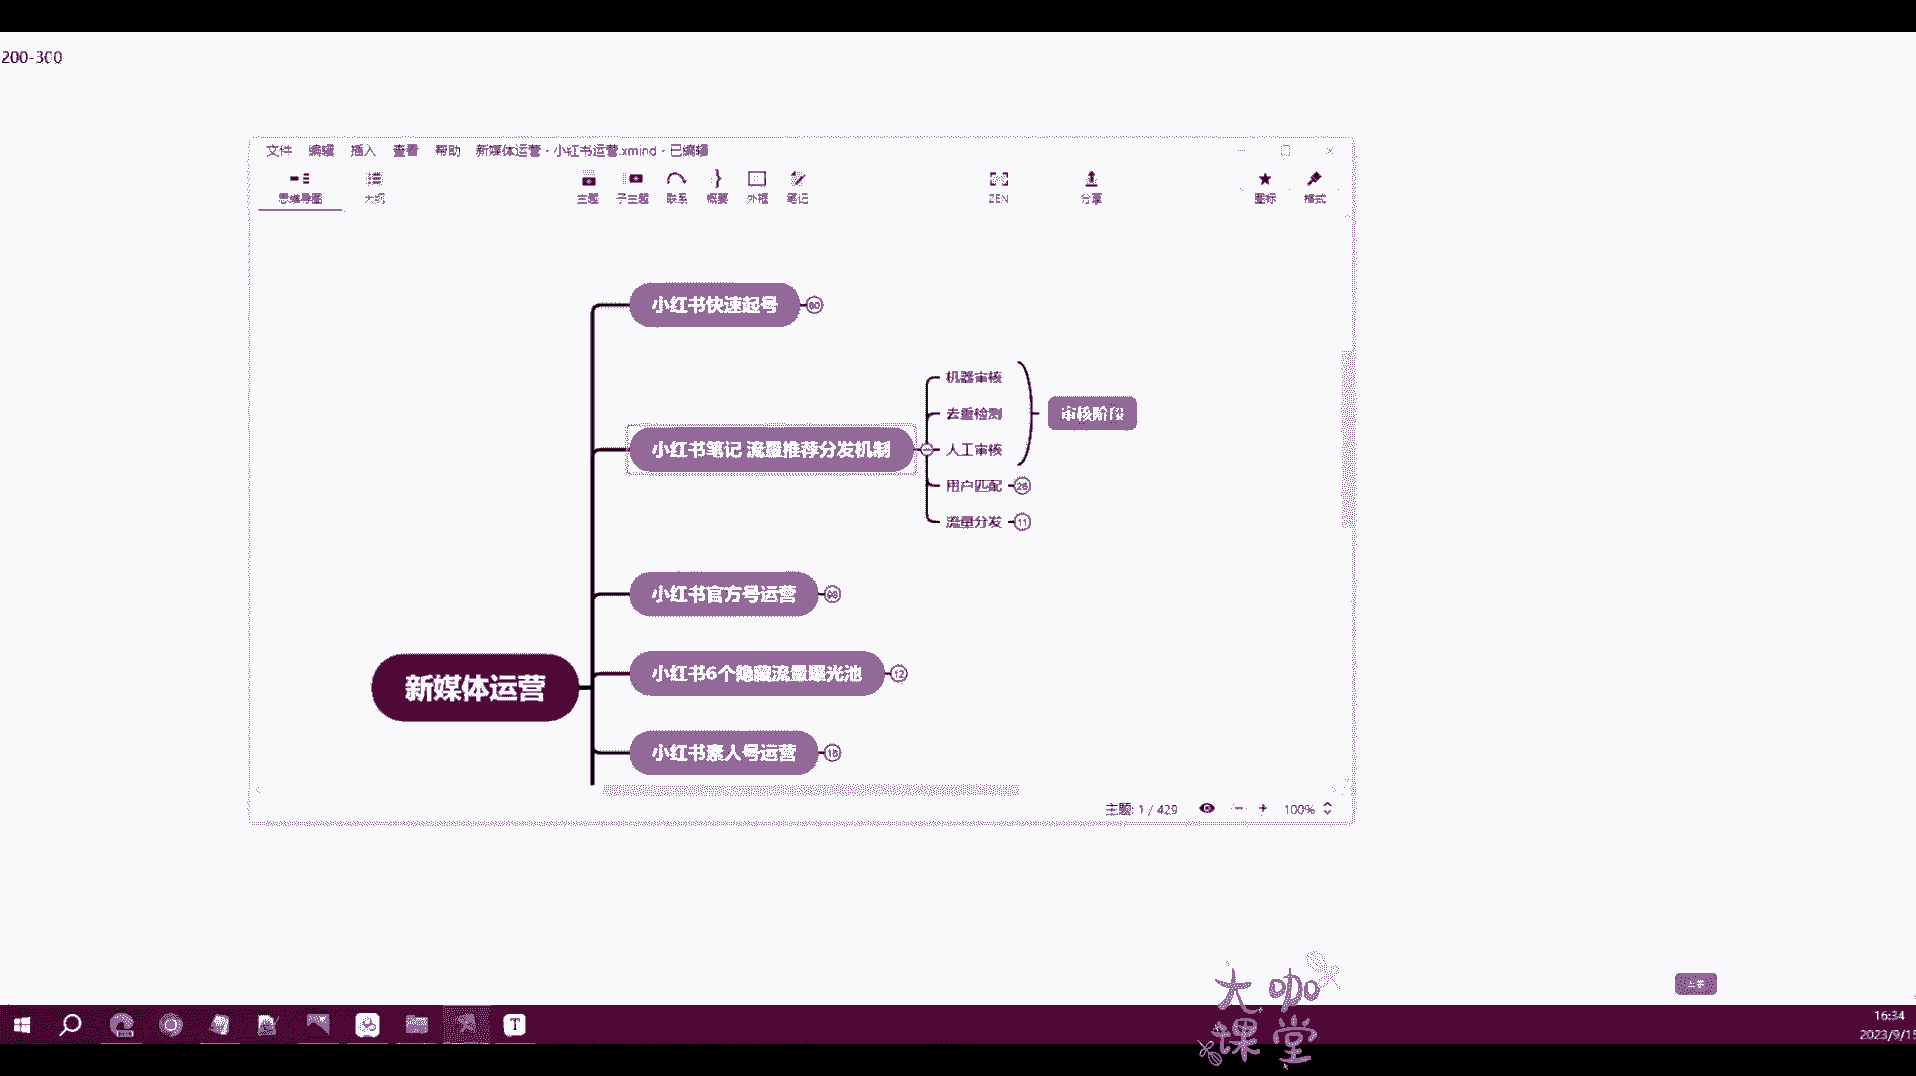 200-300
文件 编辑 插入 查看 帮助 新媒体运营 - 小红书运营.xmind - 已编辑
思维导图 大纲 主题 子主题 联系 概要 外框 笔记 ZEN 分享 图标 格式
小红书快速起号
机器审核
去重检测
审核阶段
小红书笔记 流量推荐分发机制
人工审核
用户匹配 26
流量分发 11
小红书官方号运营
小红书6个隐藏流量曝光池 12
新媒体运营
小红书素人号运营
主题: 1 / 429 100%
大咖
课堂
T
16:34
2023/9/15